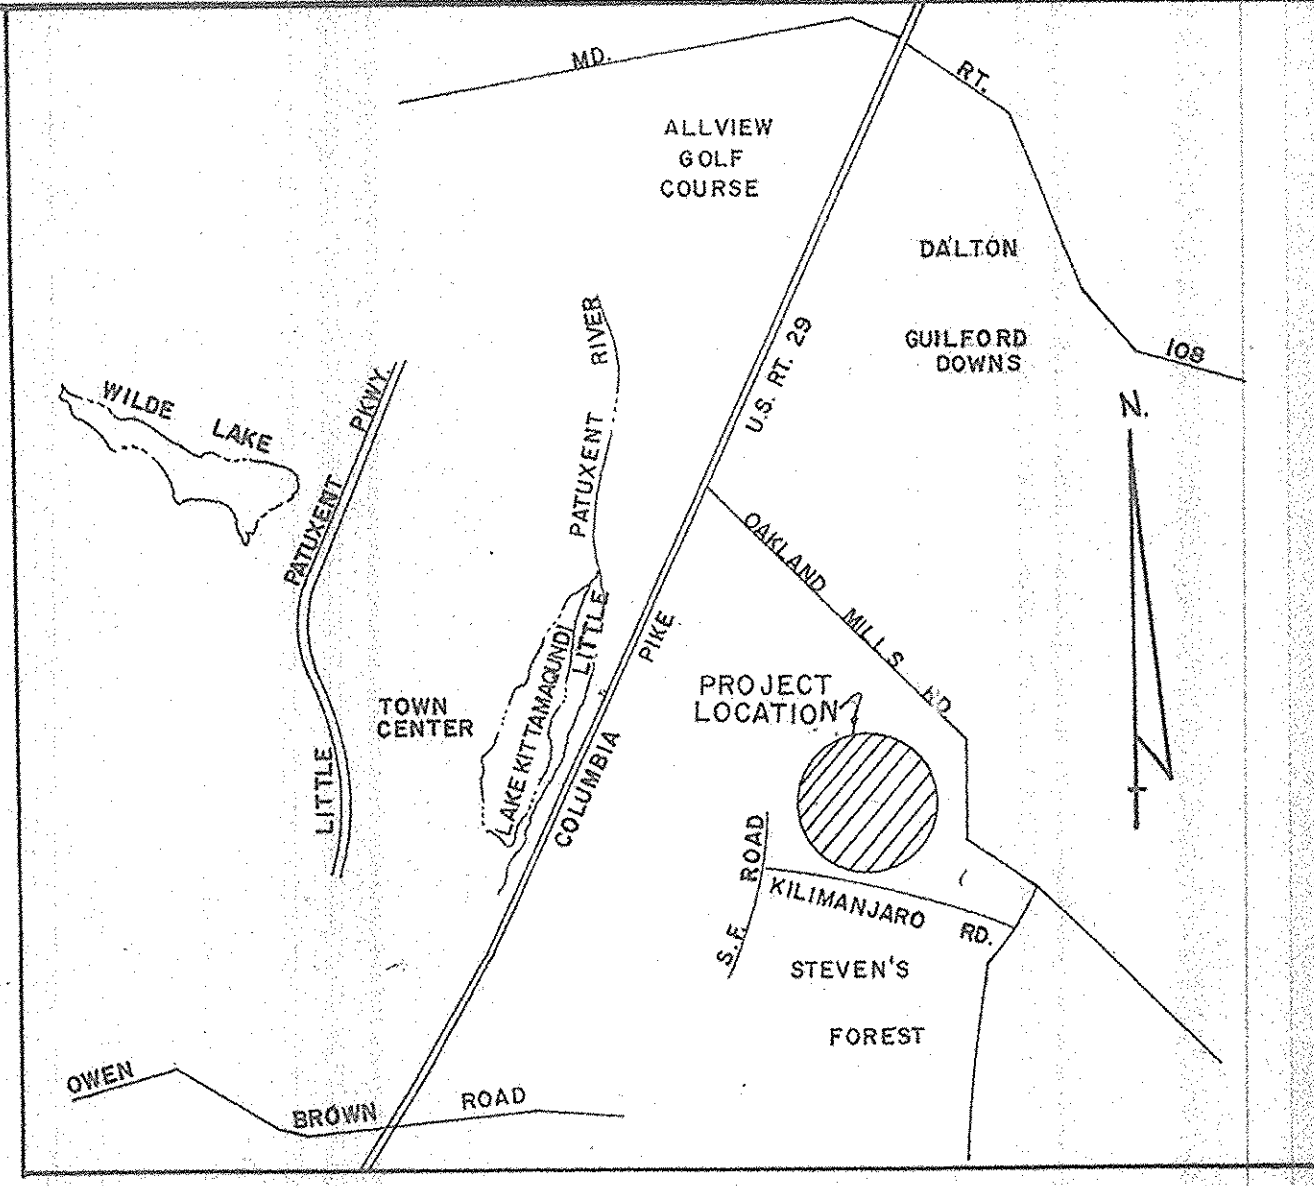 MD. RT. 108
ALLVIEW
GOLF
COURSE
DALTON
GUILFORD
DOWNS
N.
U.S. RT. 29
COLUMBIA PIKE
LITTLE PATUXENT RIVER
WILDE LAKE
LITTLE PATUXENT PKWY.
OAKLAND MILLS RD.
LAKE KITTAMAQUNDI
TOWN
CENTER
PROJECT
LOCATION
S.F. ROAD
KILIMANJARO RD.
STEVEN'S
FOREST
OWEN BROWN ROAD